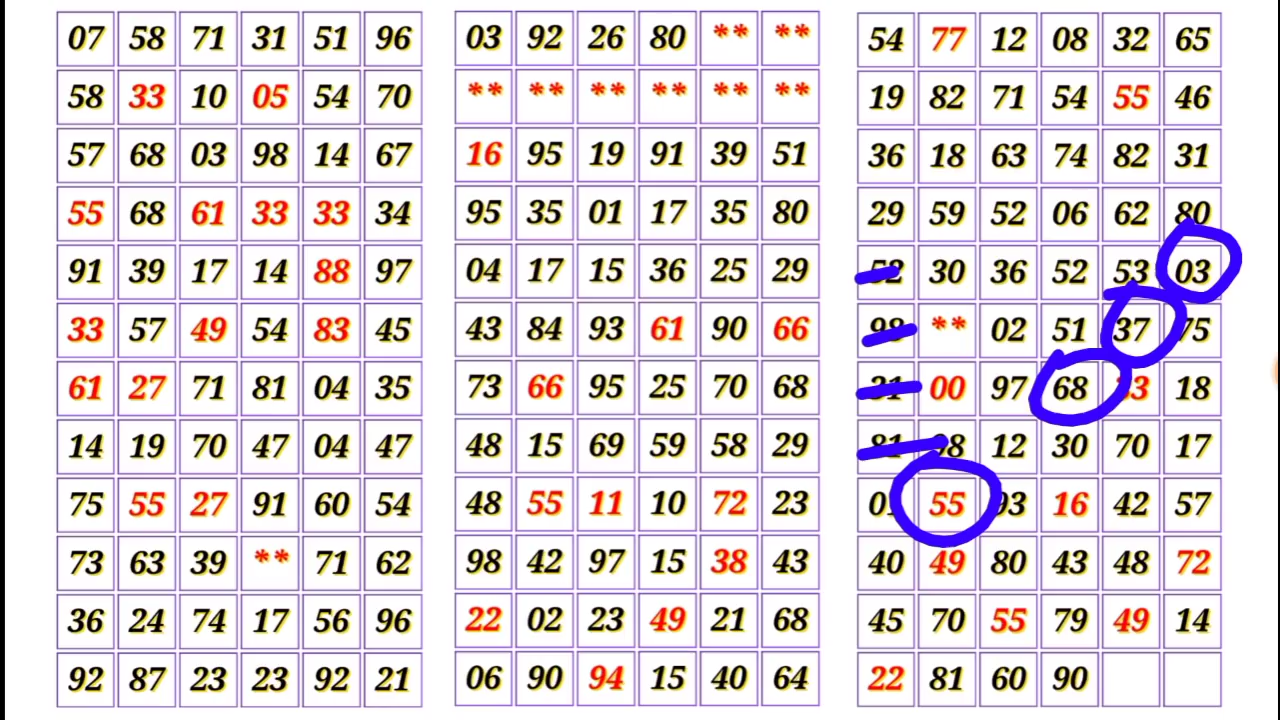 07 58 71 31 51 96
58 33 10 05 54 70
57 68 03 98 14 67
55 68 61 33 33 34
91 39 17 14 88 97
33 57 49 54 83 45
61 27 71 81 04 35
14 19 70 47 04 47
75 55 27 91 60 54
73 63 39 ** 71 62
36 24 74 17 56 96
92 87 23 23 92 21
03 92 26 80 ** **
** ** ** ** ** **
16 95 19 91 39 51
95 35 01 17 35 80
04 17 15 36 25 29
43 84 93 61 90 66
73 66 95 25 70 68
48 15 69 59 58 29
48 55 11 10 72 23
98 42 97 15 38 43
22 02 23 49 21 68
06 90 94 15 40 64
54 77 12 08 32 65
19 82 71 54 55 46
36 18 63 74 82 31
29 59 52 06 62 80
30 36 52 53 03
98 ** 02 51 37 75
00 97 68 33 18
81 98 12 30 70 17
55 93 16 42 57
40 49 80 43 48 72
45 70 55 79 49 14
22 81 60 90